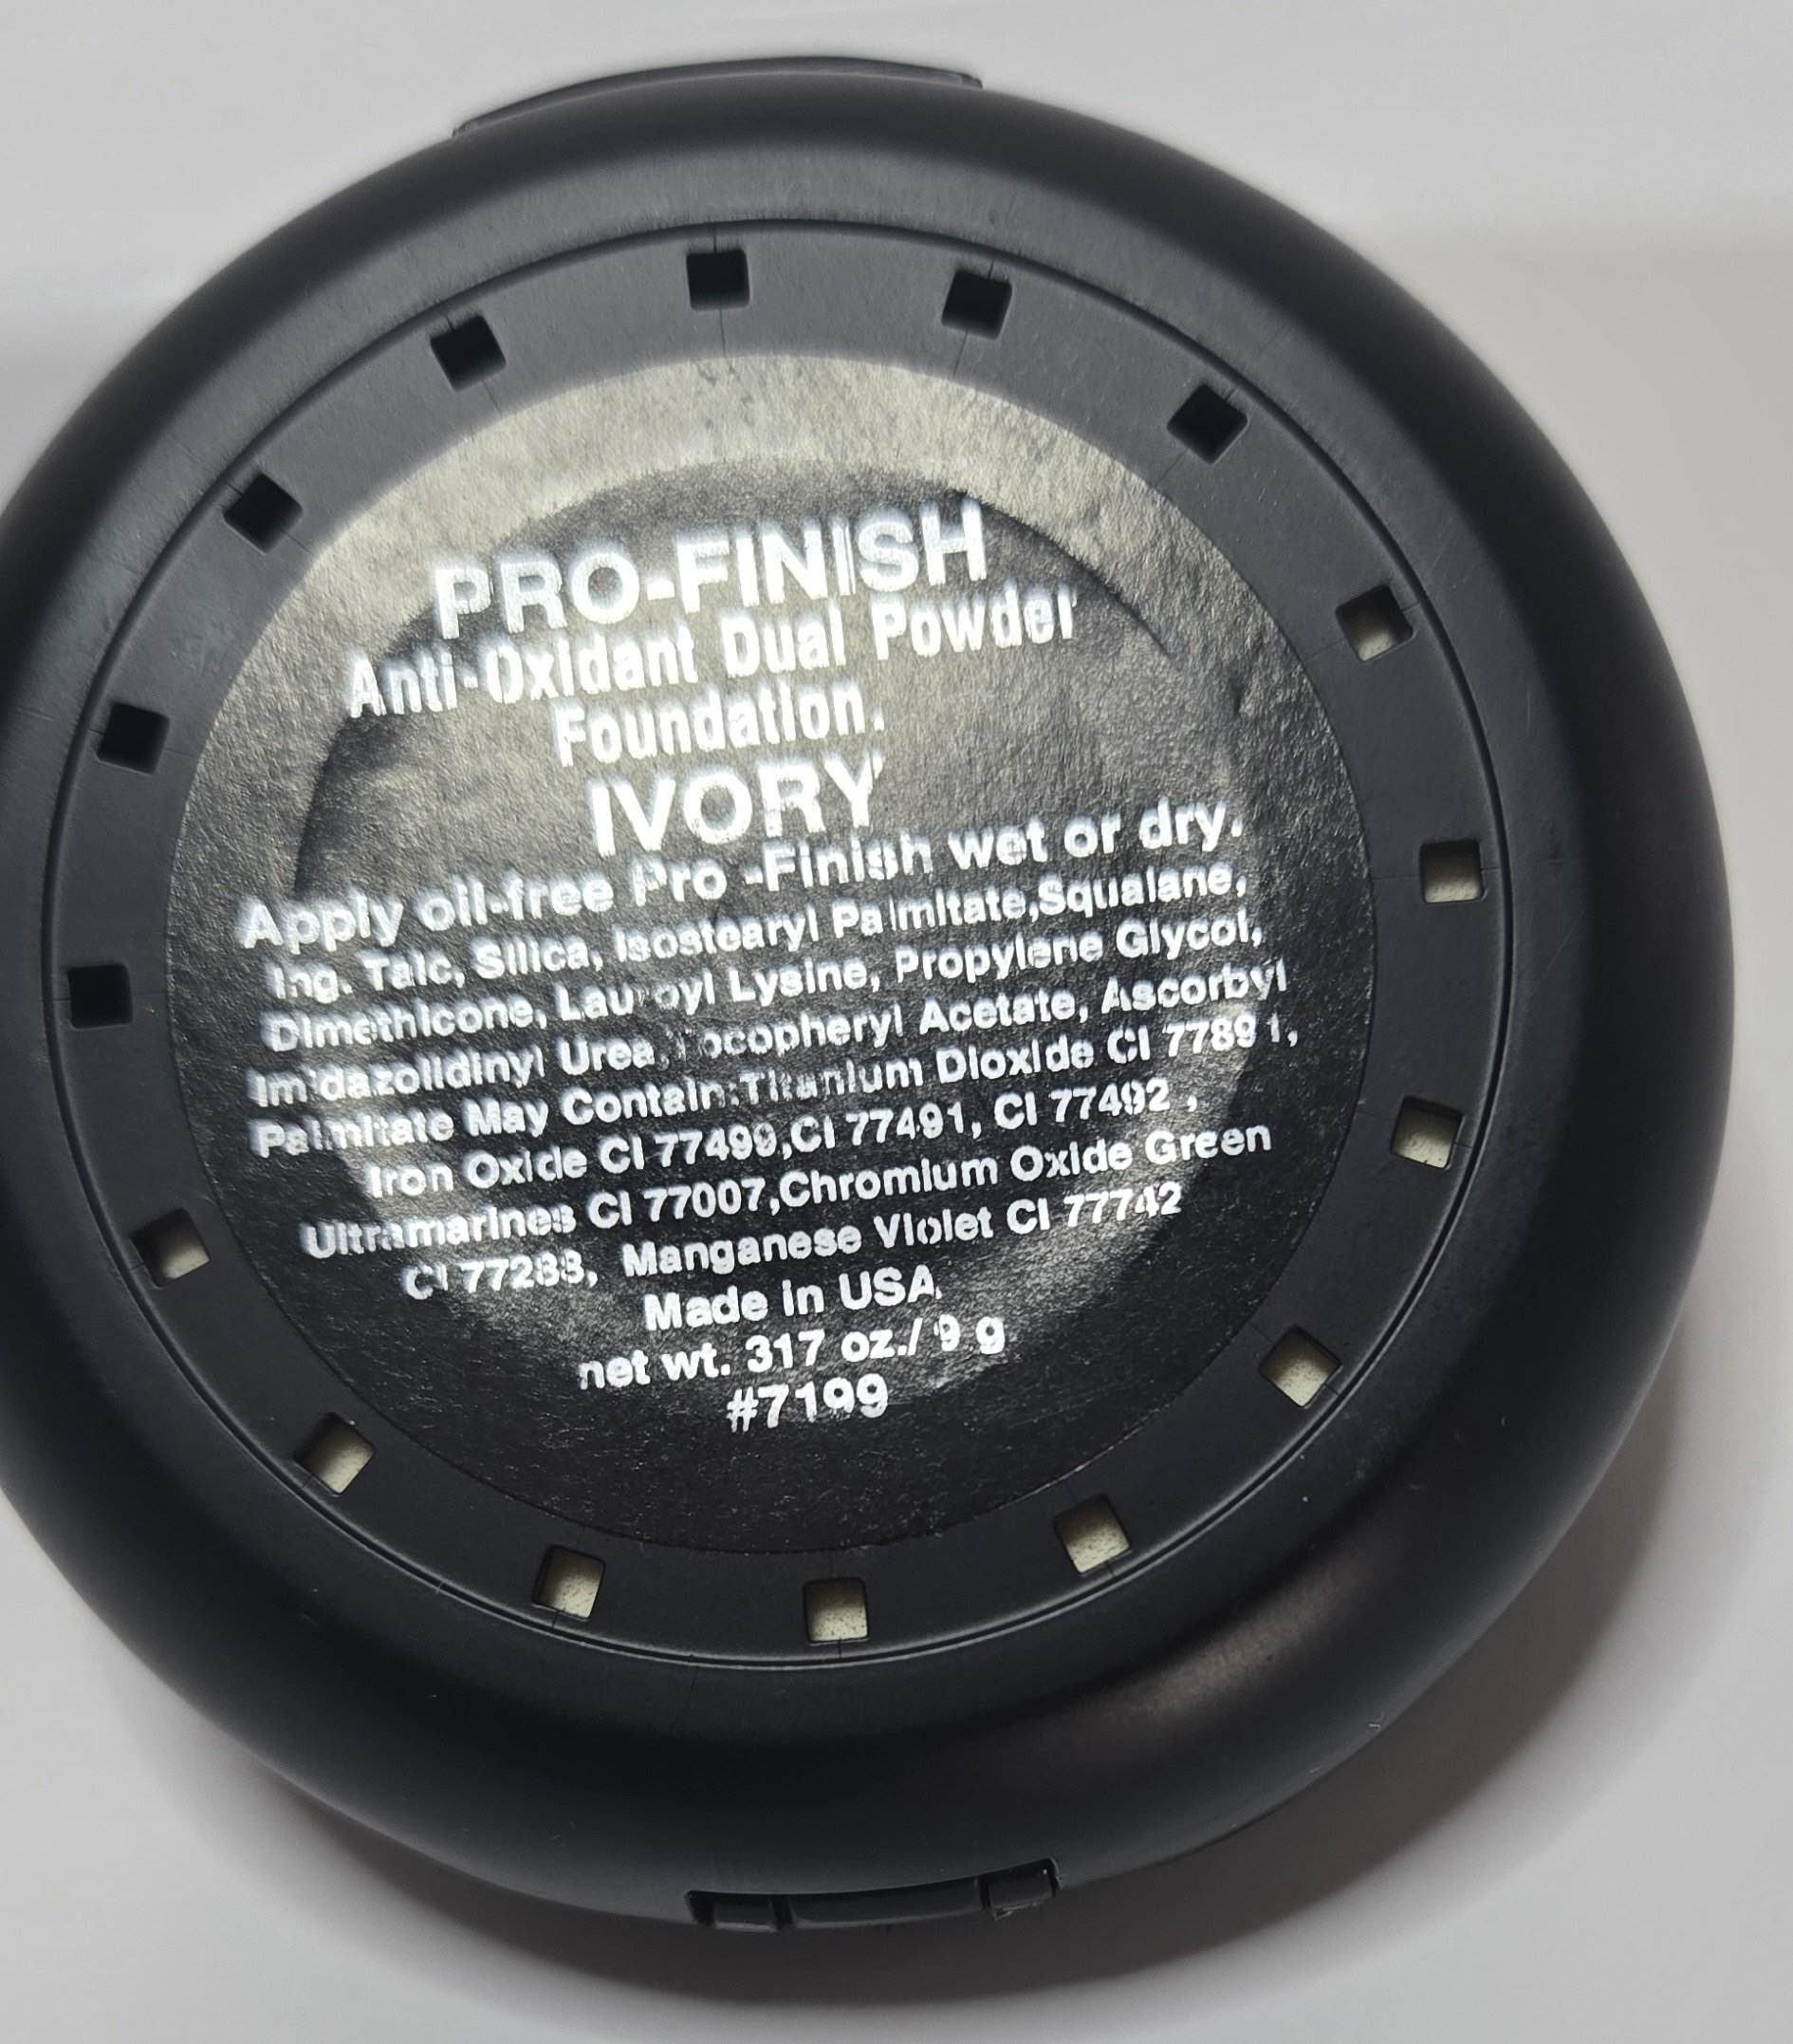 PRO-FINISH
Anti-Oxidant Dual Powder
Foundation.
IVORY
Apply oil-free Pro -Finish wet or dry.
Ing. Talc, Silica, Isostearyl Palmitate,Squalane,
Dimethicone, Lauroyl Lysine, Propylene Glycol,
Imidazolidinyl Urea, Tocopheryl Acetate, Ascorbyl
Palmitate May Contain:Titanium Dioxide CI 77891,
Iron Oxide CI 77499,CI 77491, CI 77492 ,
Ultramarines CI 77007,Chromium Oxide Green
CI 77288, Manganese Violet CI 77742
Made in USA.
net wt. 317 oz./ 9 g
#7199